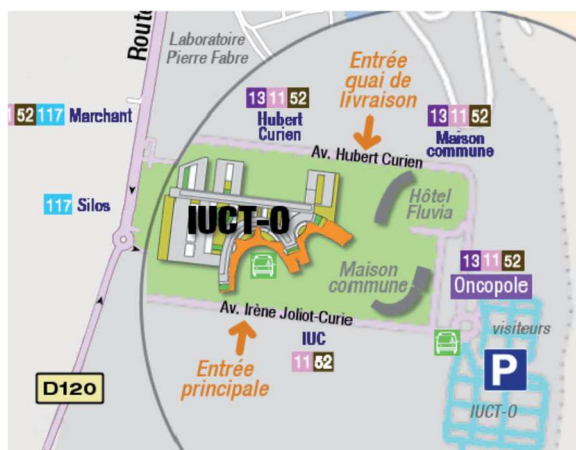 Route
Laboratoire
Pierre Fabre
Entrée
quai de
livraison
13 11 52
Hubert
Curien
13 11 52
Maison
commune
52 117 Marchant
Av. Hubert Curien
117 Silos
IUCT-O
Hôtel
Fluvia
Maison
commune
13 11 52
Oncopole
Av. Irène Joliot-Curie
IUC
11 52
Entrée
principale
visiteurs
P
IUCT-O
D120